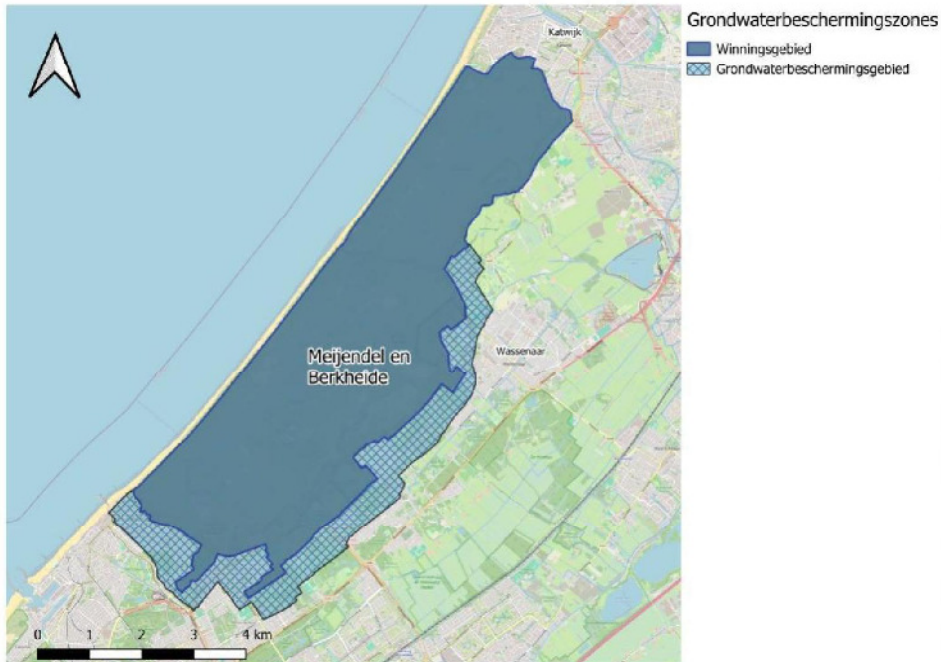 Grondwaterbeschermingszones
Winningsgebied
Grondwaterbeschermingsgebied
Katwijk
Meijendel en
Berkheide
Wassenaar
0 1 2 3 4 km